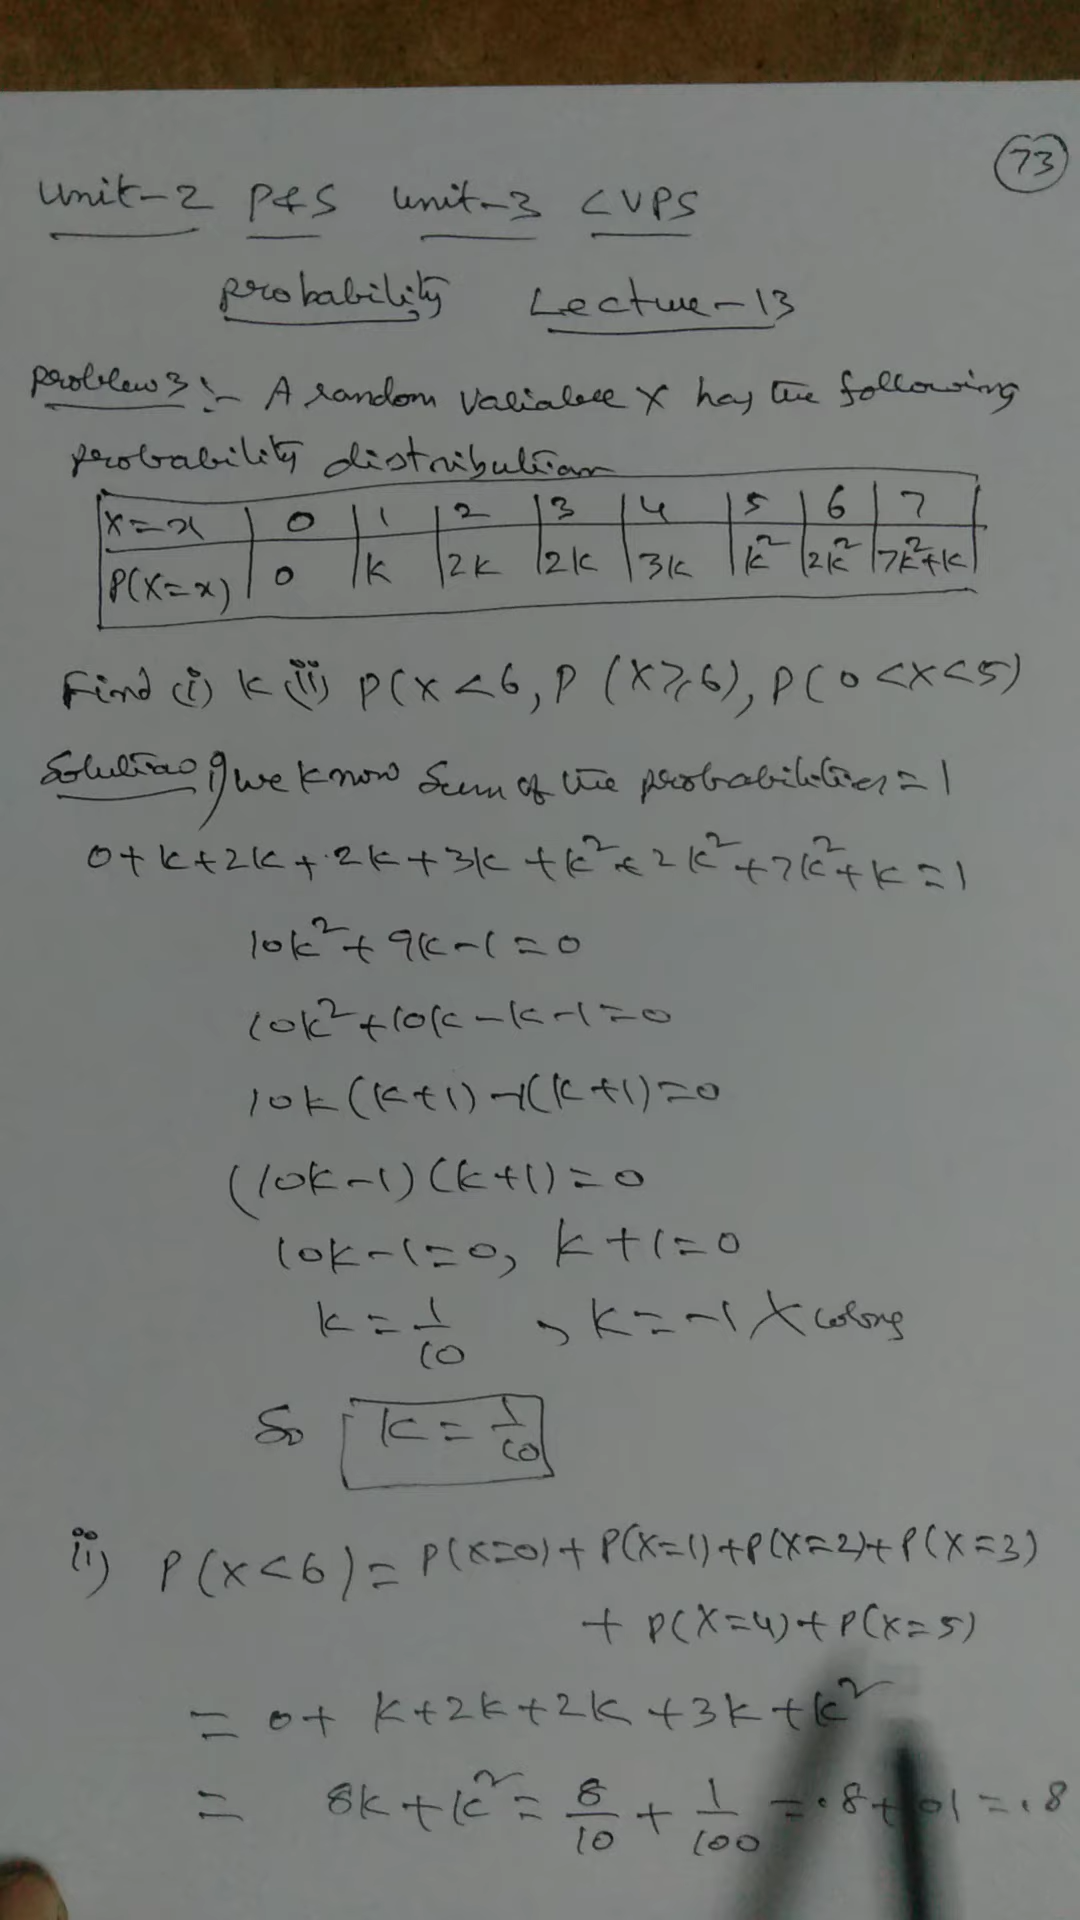 73
Unit-2 P&S Unit-3 CVPS
probability Lecture-13
Problem 3:- A random variable X has the following
probability distribution
X=x 0 1 2 3 4 5 6 7
P(X=x) 0 k 2k 2k 3k k² 2k² 7k²+k
Find (i) k (ii) P(X<6, P(X≥6), P(0<X<5)
Solution i) we know Sum of the probabilities = 1
0+k+2k+2k+3k+k²+2k²+7k²+k=1
10k²+9k-1=0
10k²+10k-k-1=0
10k(k+1)-1(k+1)=0
(10k-1)(k+1)=0
10k-1=0, k+1=0
k=1/10, k=-1 X
So k=1/10
ii) P(X<6)=P(X=0)+P(X=1)+P(X=2)+P(X=3)
+P(X=4)+P(X=5)
=0+k+2k+2k+3k+k²
=8k+k²=8/10+1/100=.8+01=.8